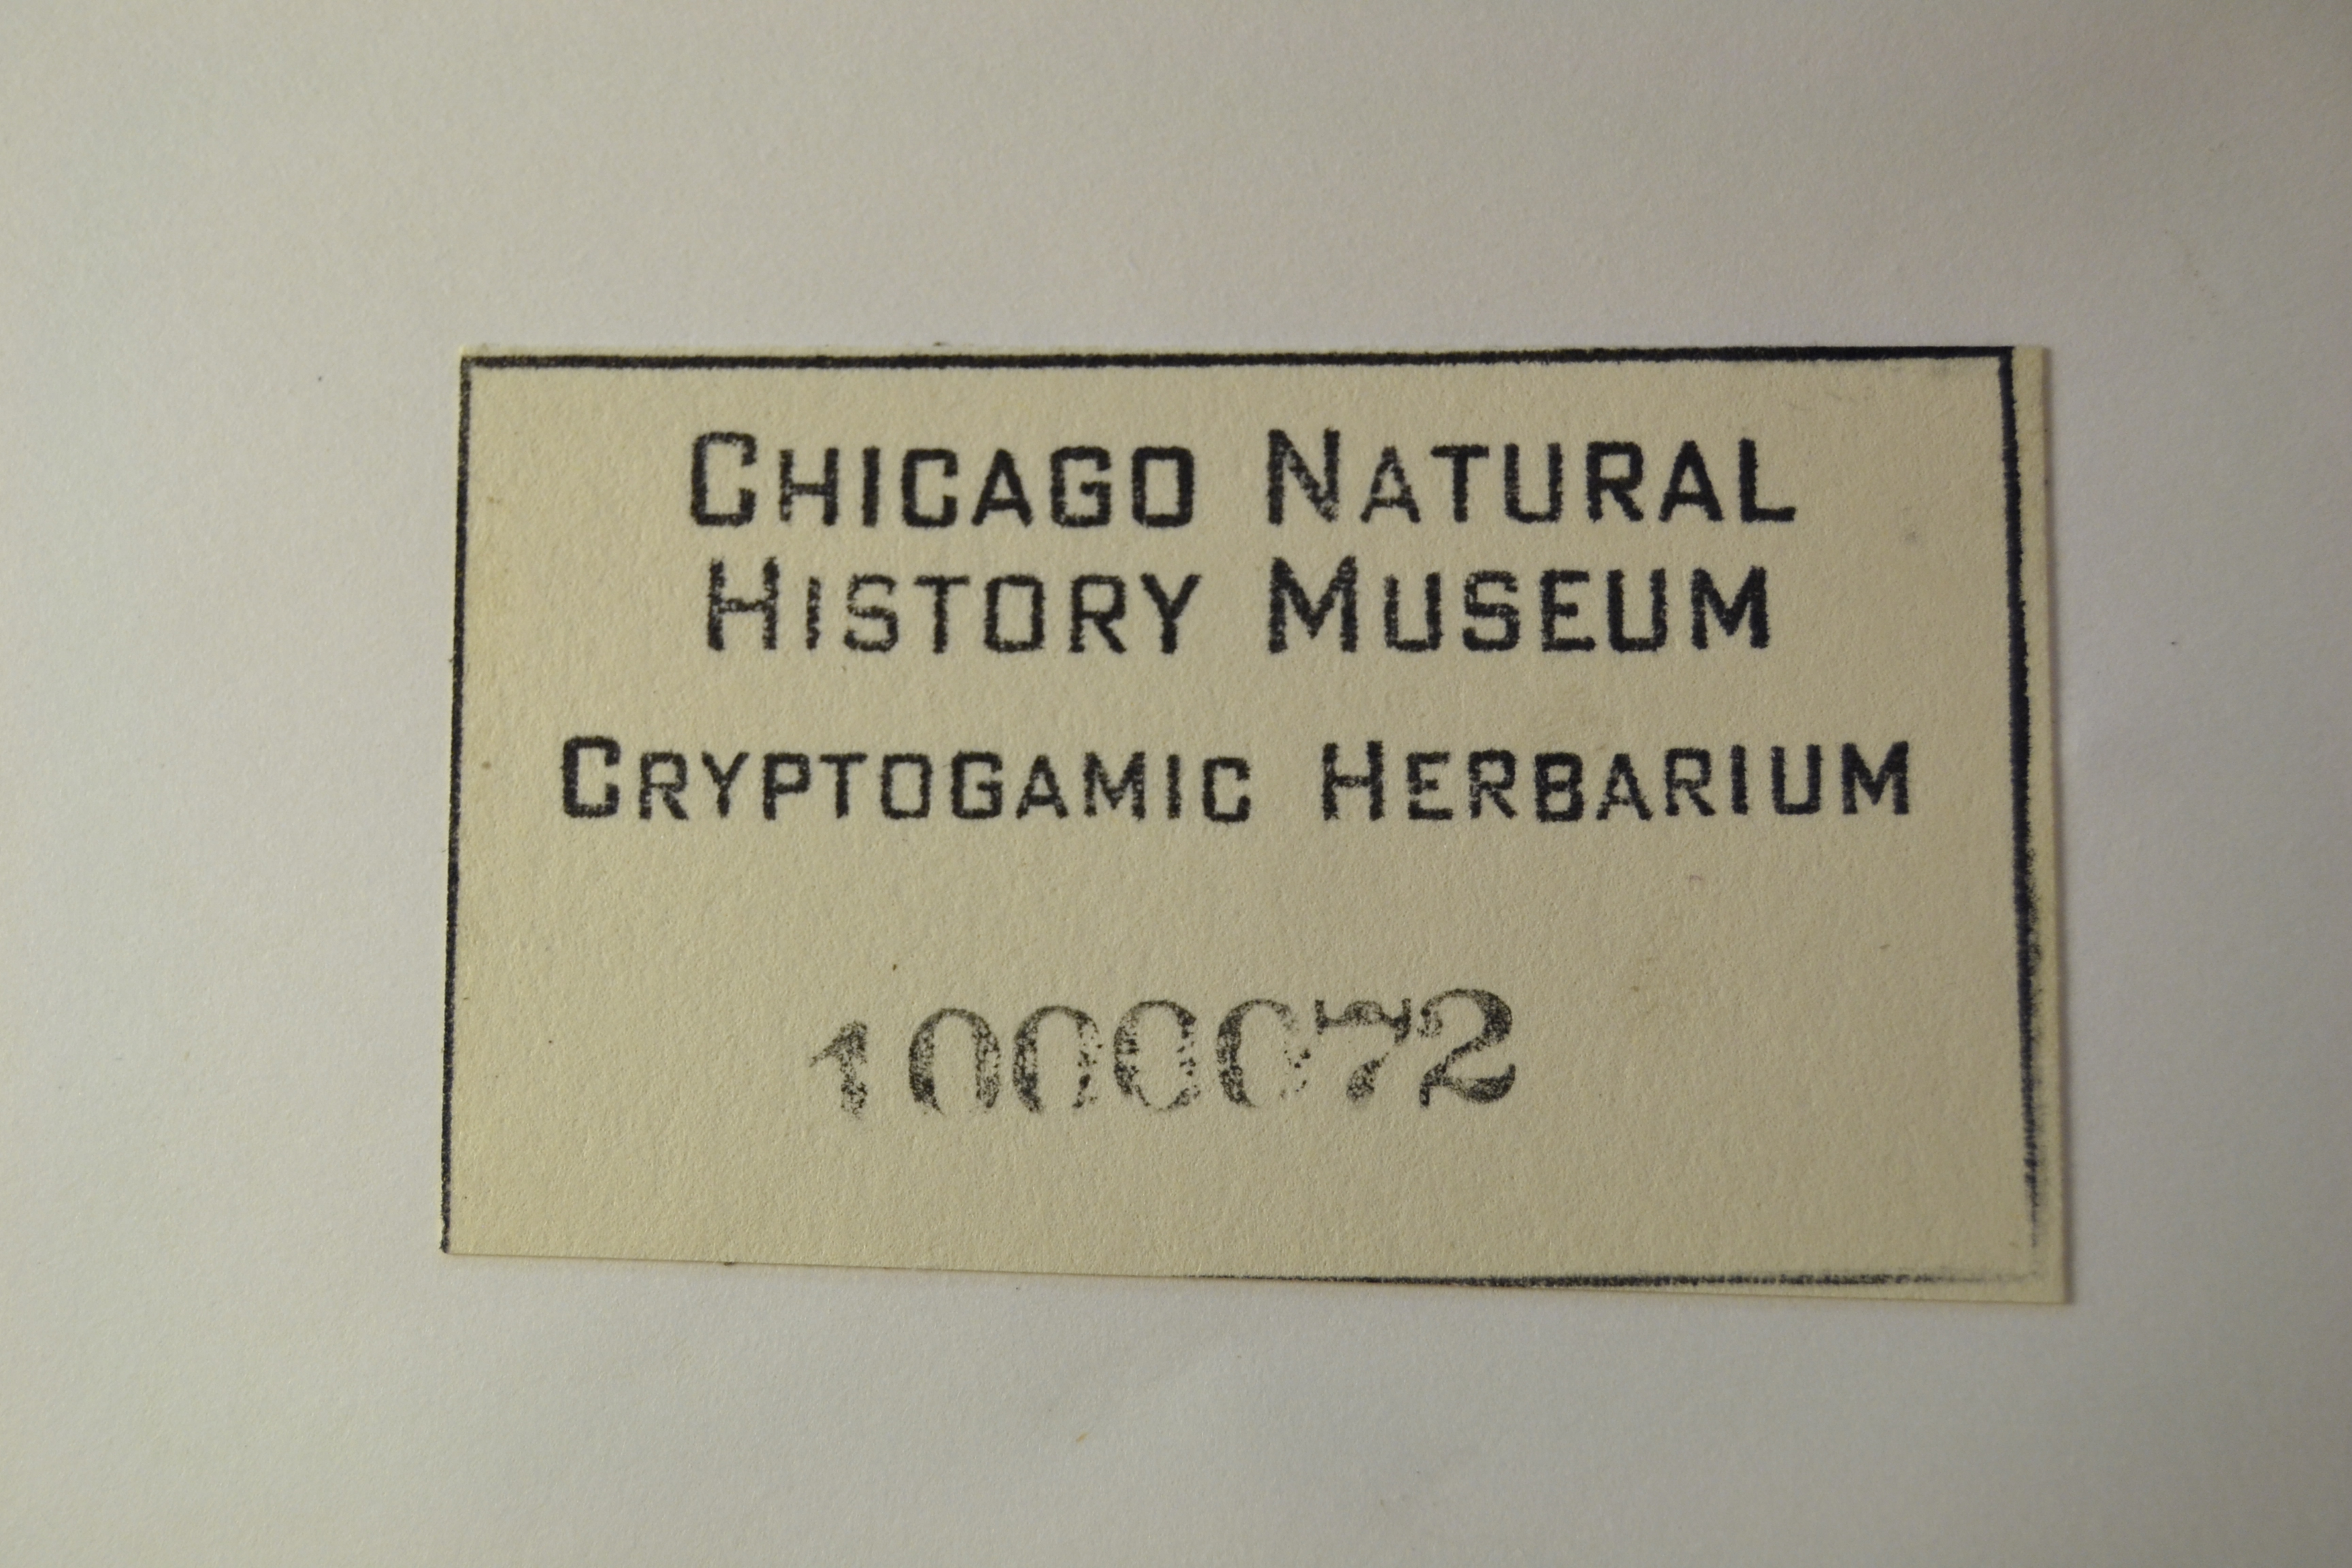 CHICAGO NATURAL
HISTORY MUSEUM
CRYPTOGAMIC HERBARIUM
1000072